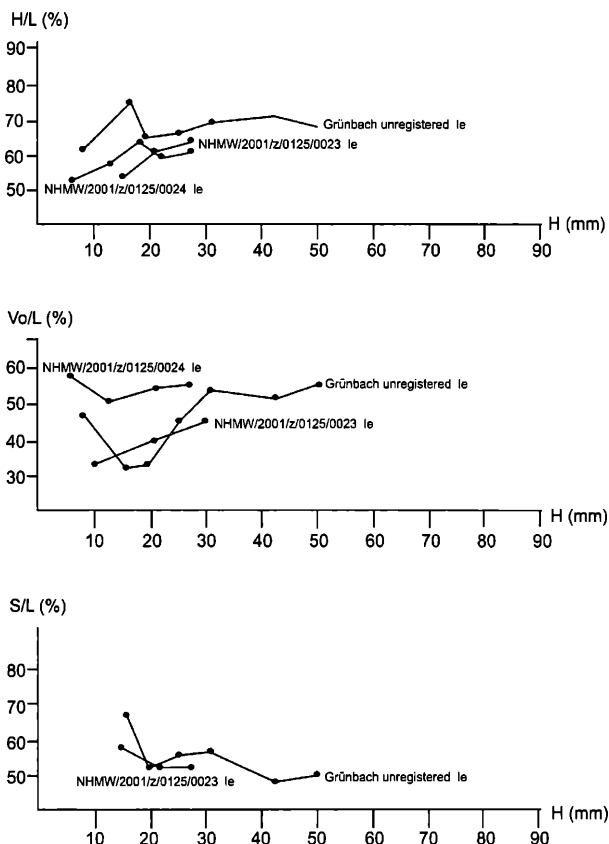 H/L (%)
90
80
70
60
50
Grünbach unregistered le
NHMW/2001/z/0125/0023 le
NHMW/2001/z/0125/0024 le
H (mm)
10 20 30 40 50 60 70 80 90
Vo/L (%)
60
50
40
30
NHMW/2001/z/0125/0024 le
Grünbach unregistered le
NHMW/2001/z/0125/0023 le
H (mm)
10 20 30 40 50 60 70 80 90
S/L (%)
80
70
60
50
NHMW/2001/z/0125/0023 le
Grünbach unregistered le
H (mm)
10 20 30 40 50 60 70 80 90